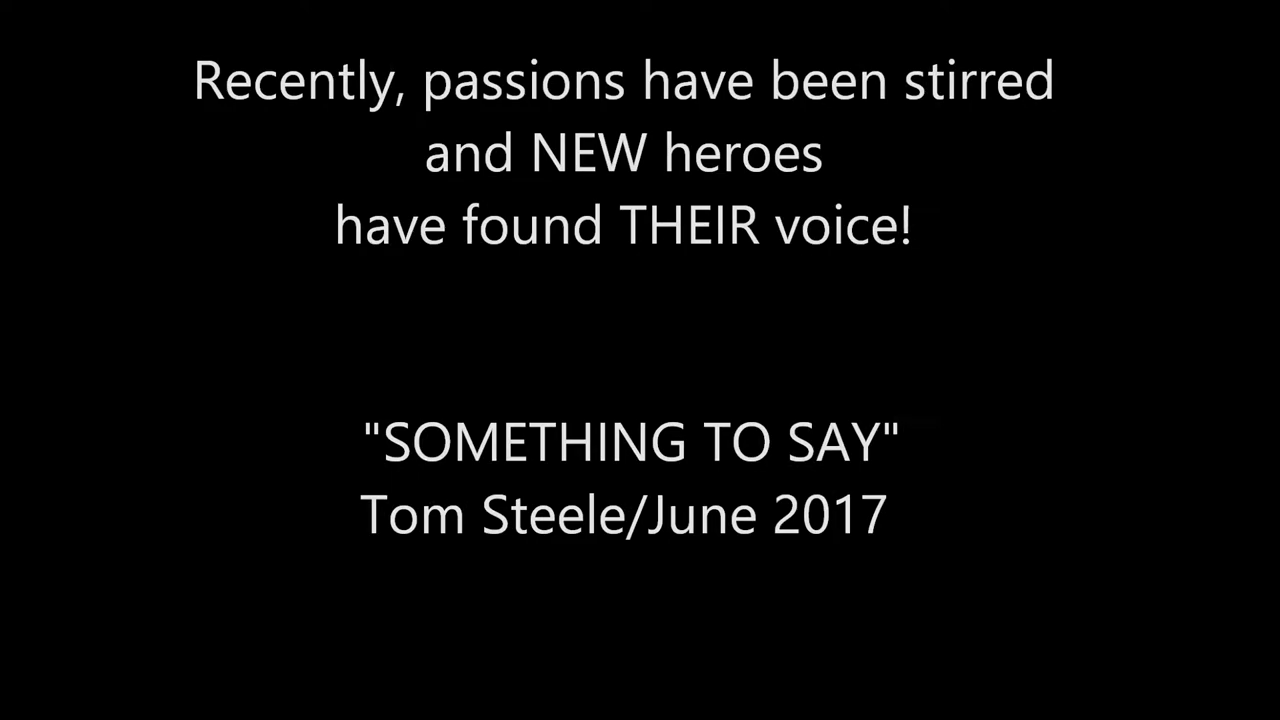 Recently, passions have been stirred
and NEW heroes
have found THEIR voice!
"SOMETHING TO SAY"
Tom Steele/June 2017